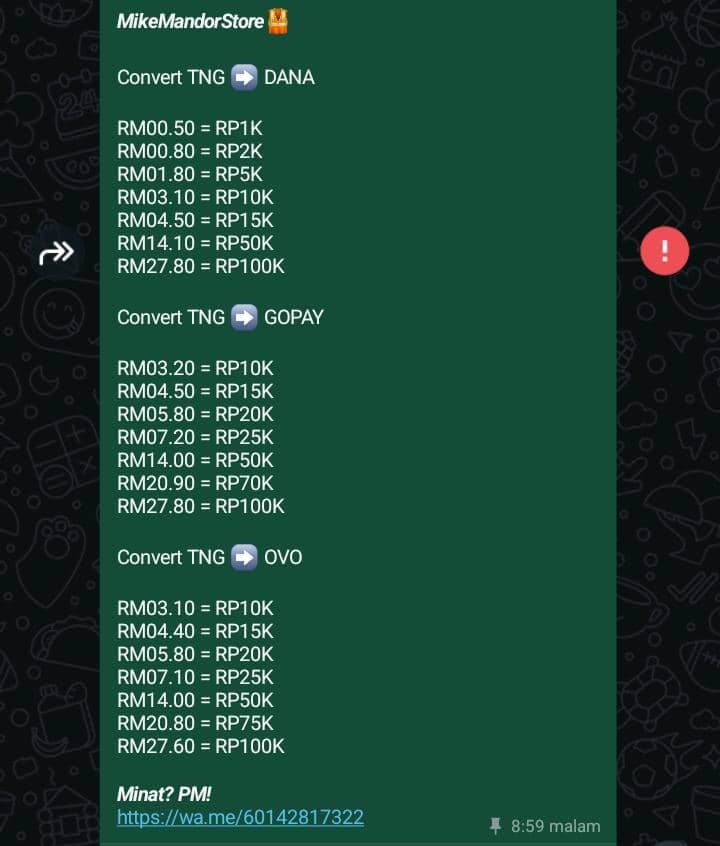 MikeMandorStore
Convert TNG ➡️ DANA
RM00.50 = RP1K
RM00.80 = RP2K
RM01.80 = RP5K
RM03.10 = RP10K
RM04.50 = RP15K
RM14.10 = RP50K
RM27.80 = RP100K
Convert TNG ➡️ GOPAY
RM03.20 = RP10K
RM04.50 = RP15K
RM05.80 = RP20K
RM07.20 = RP25K
RM14.00 = RP50K
RM20.90 = RP70K
RM27.80 = RP100K
Convert TNG ➡️ OVO
RM03.10 = RP10K
RM04.40 = RP15K
RM05.80 = RP20K
RM07.10 = RP25K
RM14.00 = RP50K
RM20.80 = RP75K
RM27.60 = RP100K
Minat? PM!
https://wa.me/60142817322
8:59 malam